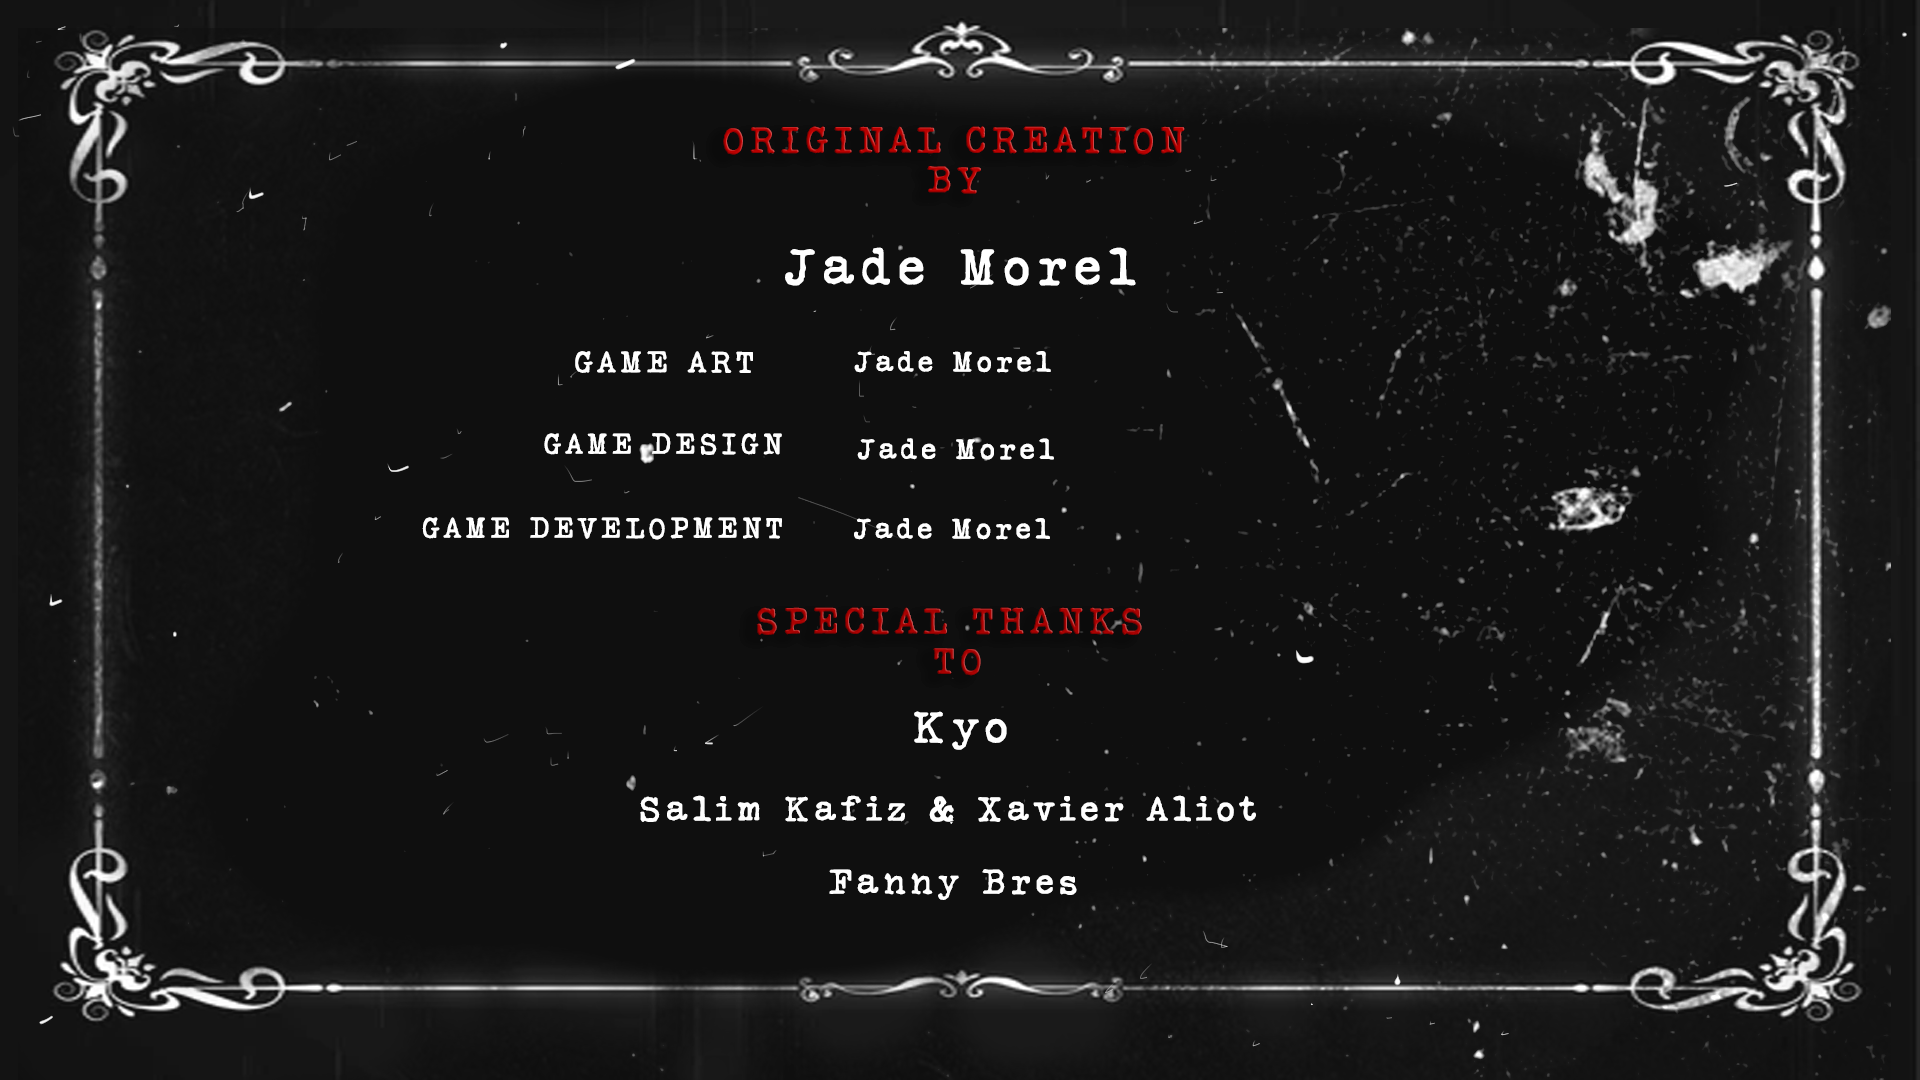 ORIGINAL CREATION
BY
Jade Morel
GAME ART Jade Morel
GAME DESIGN Jade Morel
GAME DEVELOPMENT Jade Morel
SPECIAL THANKS
TO
Kyo
Salim Kafiz & Xavier Aliot
Fanny Bres